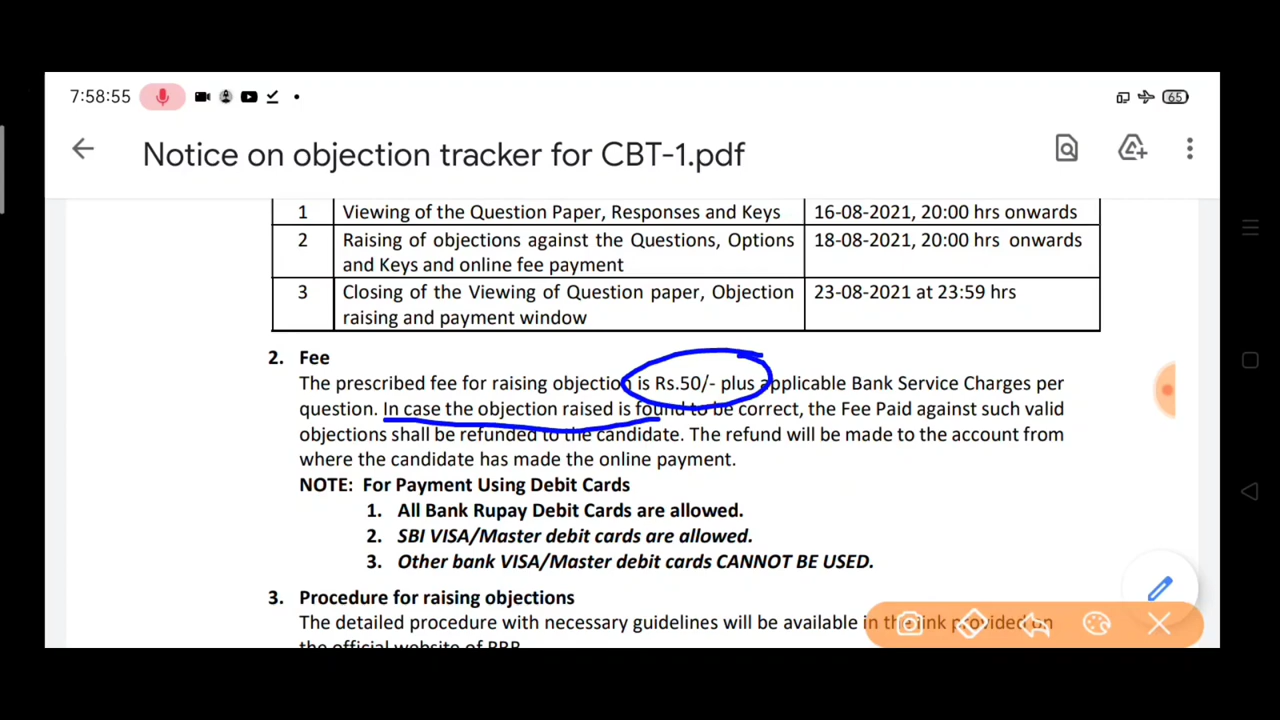 7:58:55
65
Notice on objection tracker for CBT-1.pdf
1 Viewing of the Question Paper, Responses and Keys 16-08-2021, 20:00 hrs onwards
2 Raising of objections against the Questions, Options 18-08-2021, 20:00 hrs onwards
and Keys and online fee payment
3 Closing of the Viewing of Question paper, Objection 23-08-2021 at 23:59 hrs
raising and payment window
2. Fee
The prescribed fee for raising objection is Rs.50/- plus applicable Bank Service Charges per
question. In case the objection raised is found to be correct, the Fee Paid against such valid
objections shall be refunded to the candidate. The refund will be made to the account from
where the candidate has made the online payment.
NOTE: For Payment Using Debit Cards
1. All Bank Rupay Debit Cards are allowed.
2. SBI VISA/Master debit cards are allowed.
3. Other bank VISA/Master debit cards CANNOT BE USED.
3. Procedure for raising objections
The detailed procedure with necessary guidelines will be available in the link provided on
the official website of RRB